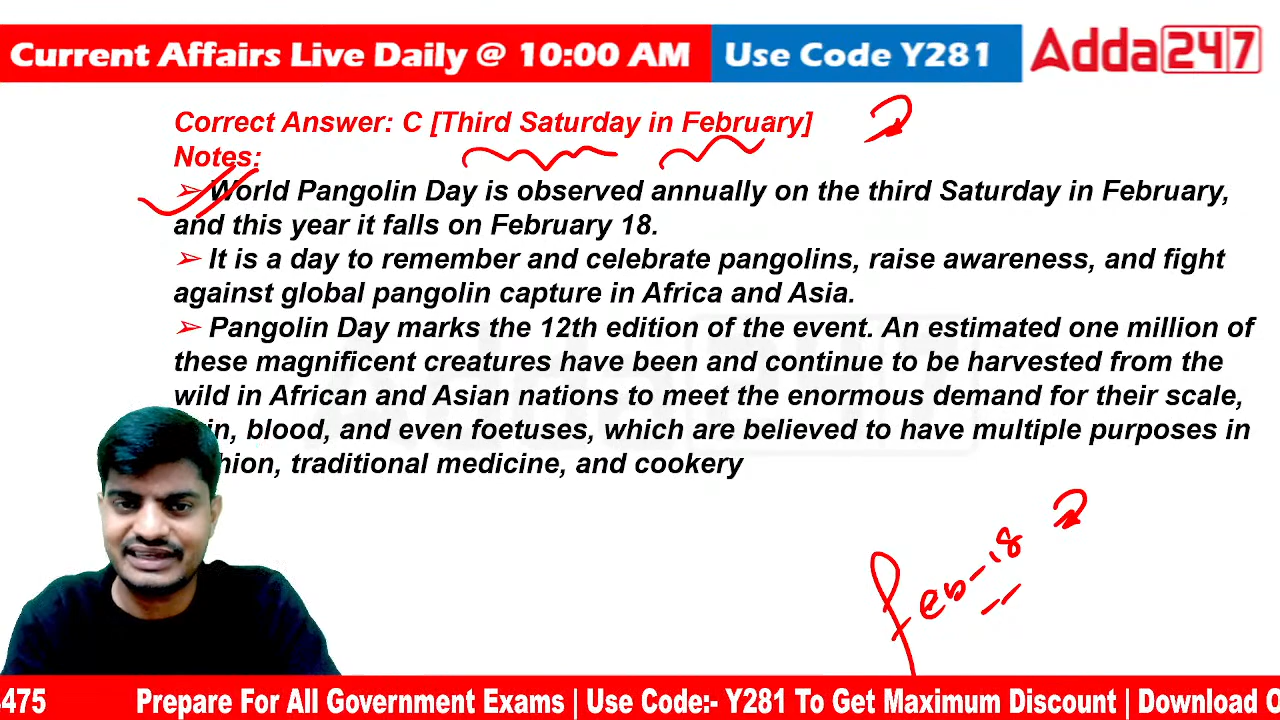 Current Affairs Live Daily @ 10:00 AM
Use Code Y281
Adda247
Correct Answer: C [Third Saturday in February]
Notes:
➢ World Pangolin Day is observed annually on the third Saturday in February,
and this year it falls on February 18.
➢ It is a day to remember and celebrate pangolins, raise awareness, and fight
against global pangolin capture in Africa and Asia.
➢ Pangolin Day marks the 12th edition of the event. An estimated one million of
these magnificent creatures have been and continue to be harvested from the
wild in African and Asian nations to meet the enormous demand for their scale,
blood, and even foetuses, which are believed to have multiple purposes in
traditional medicine, and cookery
Feb-18
475
Prepare For All Government Exams | Use Code:- Y281 To Get Maximum Discount | Download